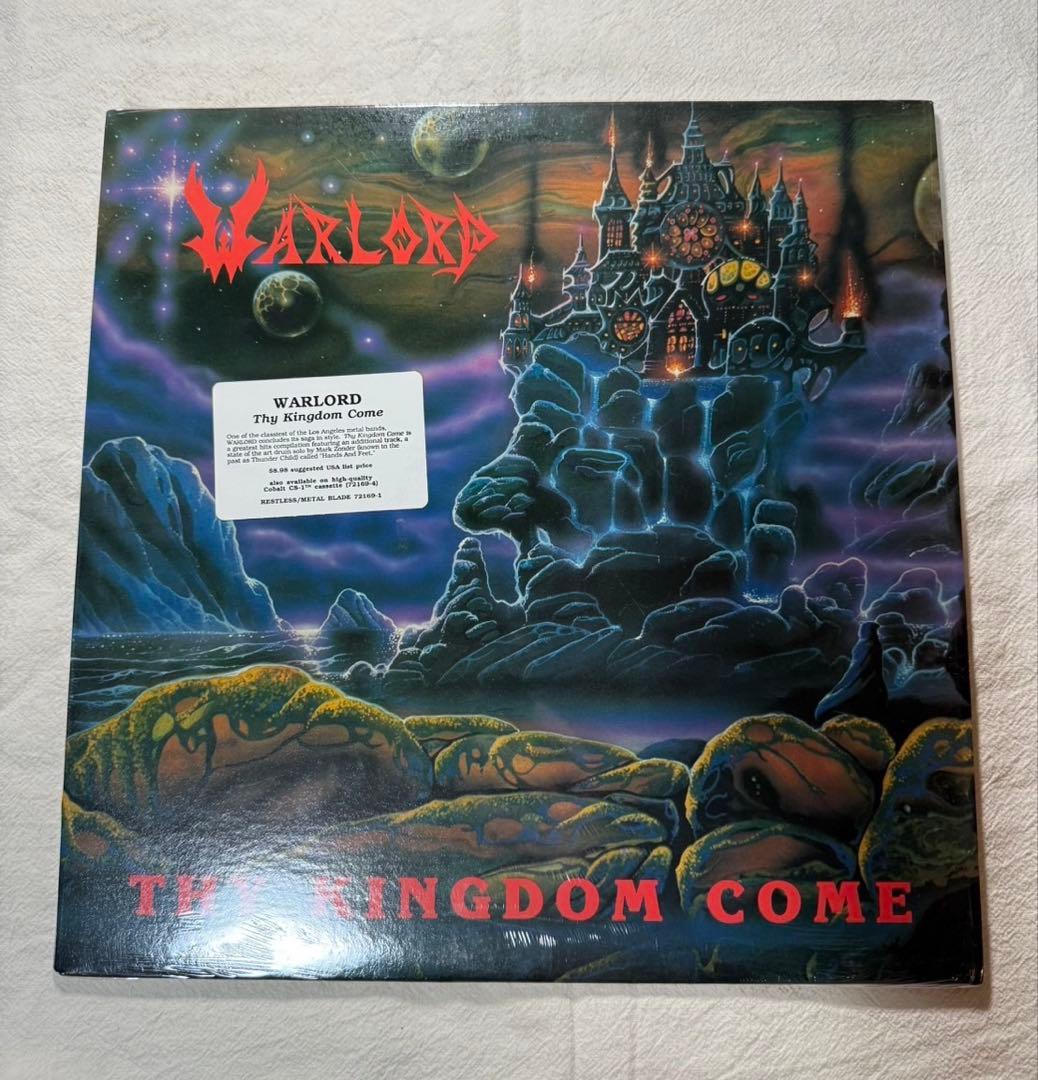 WARLORD
WARLORD
Thy Kingdom Come
One of the classiest of the Los Angeles metal bands,
WARLORD concludes its saga in style. Thy Kingdom Come is
a greatest hits compilation featuring an additional track, a
state of the art drum solo by Mark Zonder (known in the
past as Thunder Child) called "Hands And Feet."
$8.98 suggested USA list price
also available on high-quality
Cobalt CS-1™ cassette (72169-4)
RESTLESS/METAL BLADE 72169-1
THY KINGDOM COME